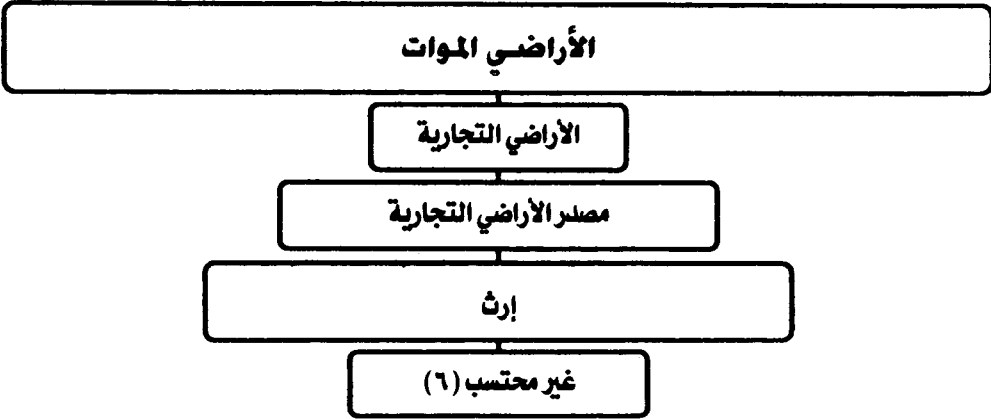 الأراضي الموات
الأراضي التجارية
مصدر الأراضي التجارية
إرث
غير محتسب (٦)